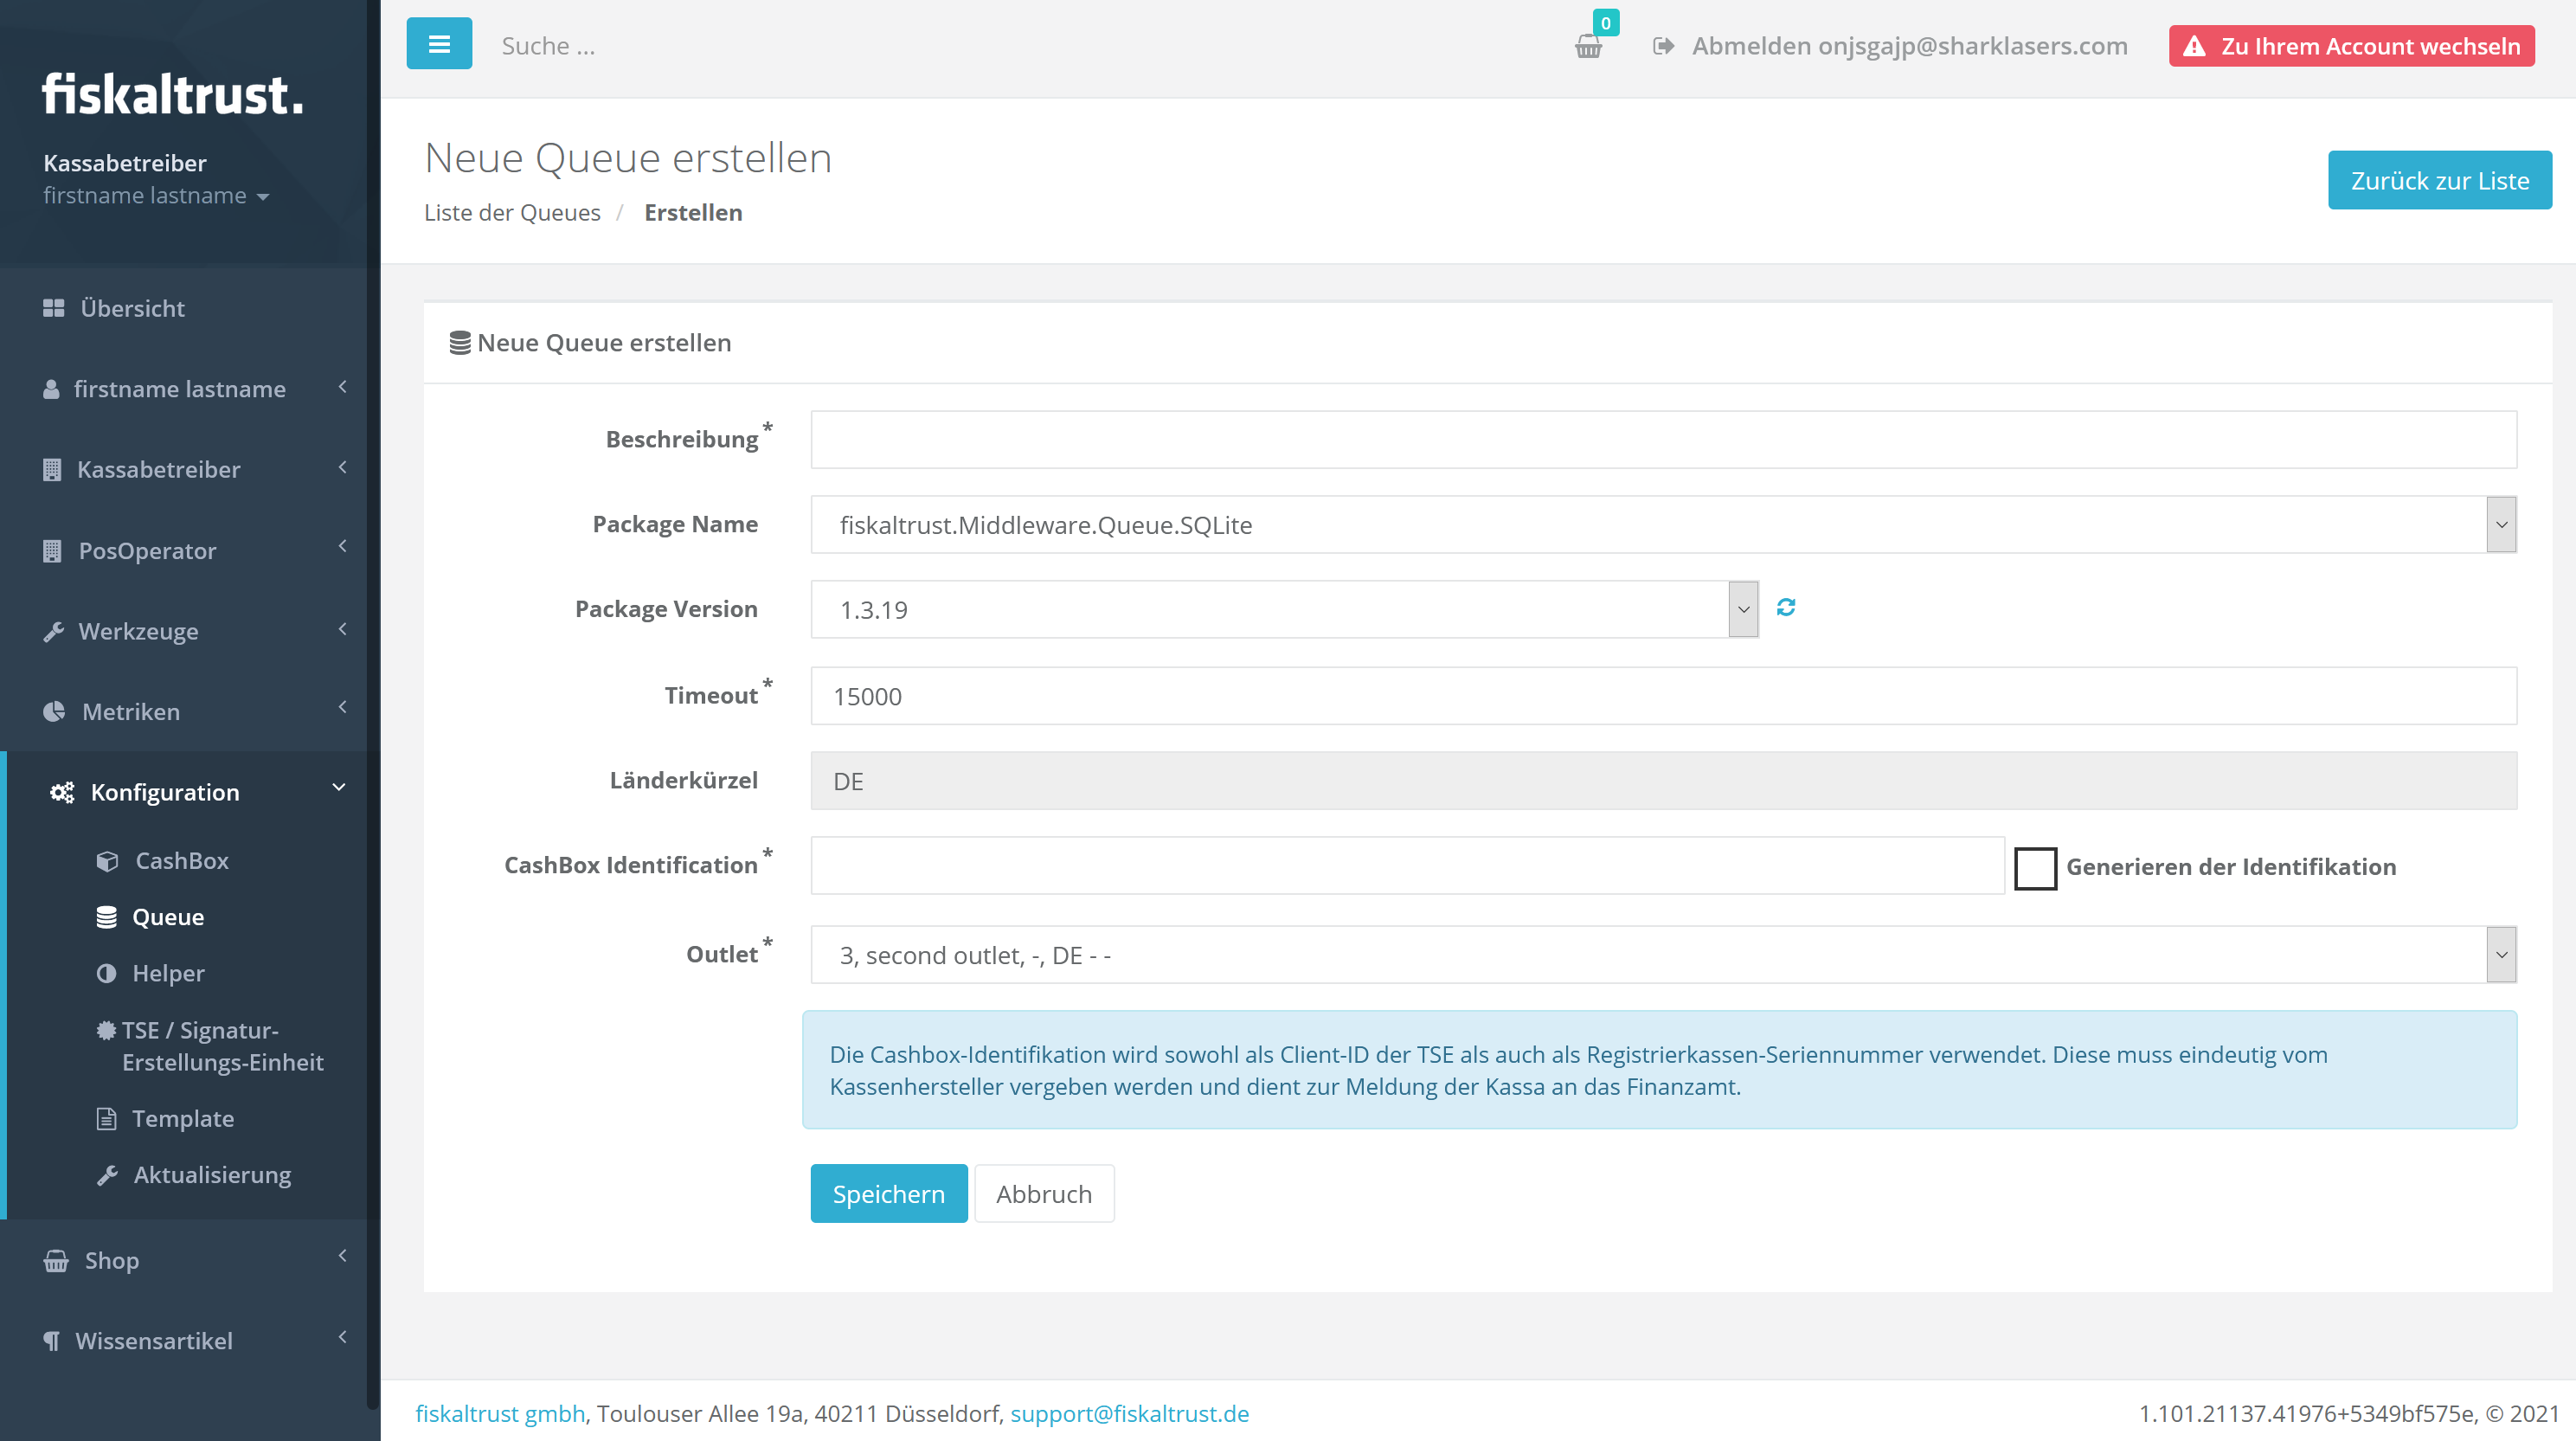 fiskaltrust.
Kassabetreiber
firstname lastname
Übersicht
firstname lastname
Kassabetreiber
PosOperator
Werkzeuge
Metriken
Konfiguration
CashBox
Queue
Helper
TSE / Signatur-
Erstellungs-Einheit
Template
Aktualisierung
Shop
Wissensartikel
Suche ...
0
Abmelden onjsgajp@sharklasers.com
Zu Ihrem Account wechseln
Neue Queue erstellen
Liste der Queues / Erstellen
Zurück zur Liste
Neue Queue erstellen
Beschreibung *
Package Name fiskaltrust.Middleware.Queue.SQLite
Package Version 1.3.19
Timeout * 15000
Länderkürzel DE
CashBox Identification * Generieren der Identifikation
Outlet * 3, second outlet, -, DE - -
Die Cashbox-Identifikation wird sowohl als Client-ID der TSE als auch als Registrierkassen-Seriennummer verwendet. Diese muss eindeutig vom
Kassenhersteller vergeben werden und dient zur Meldung der Kassa an das Finanzamt.
Speichern Abbruch
fiskaltrust gmbh, Toulouser Allee 19a, 40211 Düsseldorf, support@fiskaltrust.de
1.101.21137.41976+5349bf575e, © 2021